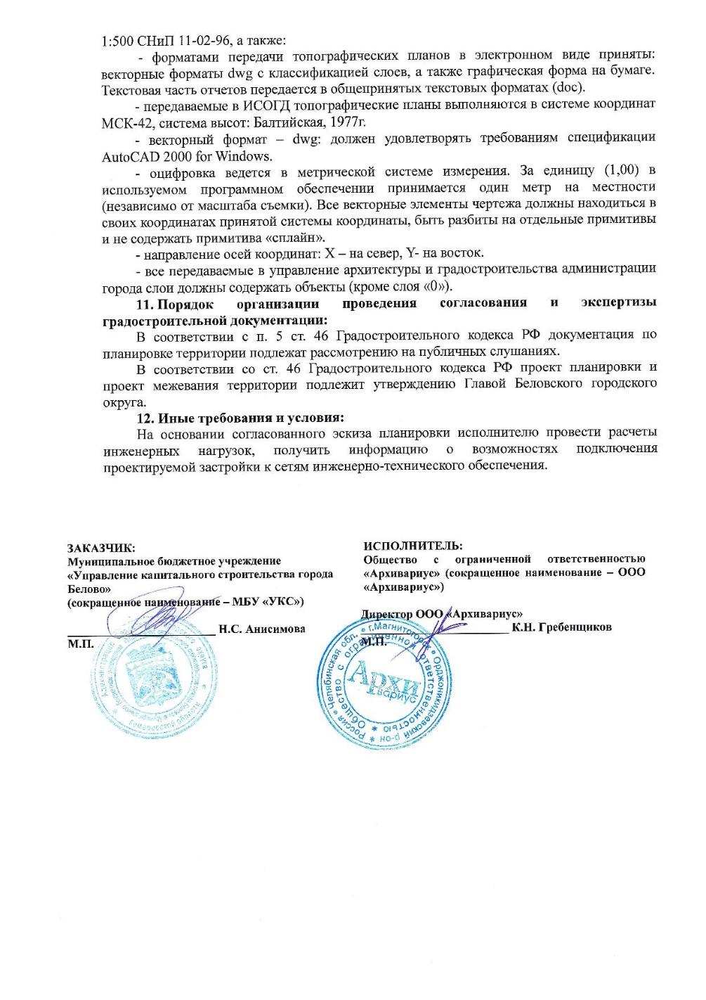 1:500 СНиП 11-02-96, а также:
- форматами передачи топографических планов в электронном виде приняты:
векторные форматы dwg с классификацией слоев, а также графическая форма на бумаге.
Текстовая часть отчетов передается в общепринятых текстовых форматах (doc).
- передаваемые в ИСОГД топографические планы выполняются в системе координат
МСК-42, система высот: Балтийская, 1977г.
- векторный формат – dwg: должен удовлетворять требованиям спецификации
AutoCAD 2000 for Windows.
- оцифровка ведется в метрической системе измерения. За единицу (1,00) в
используемом программном обеспечении принимается один метр на местности
(независимо от масштаба съемки). Все векторные элементы чертежа должны находиться в
своих координатах принятой системы координаты, быть разбиты на отдельные примитивы
и не содержать примитива «сплайн».
- направление осей координат: X – на север, Y- на восток.
- все передаваемые в управление архитектуры и градостроительства администрации
города слои должны содержать объекты (кроме слоя «0»).
11. Порядок организации проведения согласования и экспертизы
градостроительной документации:
В соответствии с п. 5 ст. 46 Градостроительного кодекса РФ документация по
планировке территории подлежат рассмотрению на публичных слушаниях.
В соответствии со ст. 46 Градостроительного кодекса РФ проект планировки и
проект межевания территории подлежит утверждению Главой Беловского городского
округа.
12. Иные требования и условия:
На основании согласованного эскиза планировки исполнителю провести расчеты
инженерных нагрузок, получить информацию о возможностях подключения
проектируемой застройки к сетям инженерно-технического обеспечения.
ЗАКАЗЧИК:
Муниципальное бюджетное учреждение
«Управление капитального строительства города
Белово»
(сокращенное наименование – МБУ «УКС»)
Н.С. Анисимова
М.П.
ИСПОЛНИТЕЛЬ:
Общество с ограниченной ответственностью
«Архивариус» (сокращенное наименование – ООО
«Архивариус»)
Директор ООО «Архивариус»
К.Н. Гребенщиков
М.П.
Россия * Челябинская обл. * г.Магнитогорск * Орджоникидзевский р-он *
Общество с ограниченной ответственностью *
Архи
вариус